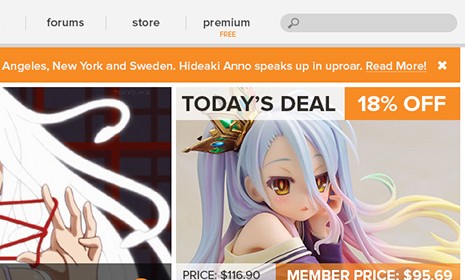 forums
store
premium
FREE
Angeles, New York and Sweden. Hideaki Anno speaks up in uproar. Read More! ✖
TODAY'S DEAL
18% OFF
PRICE: $116.90
MEMBER PRICE: $95.69